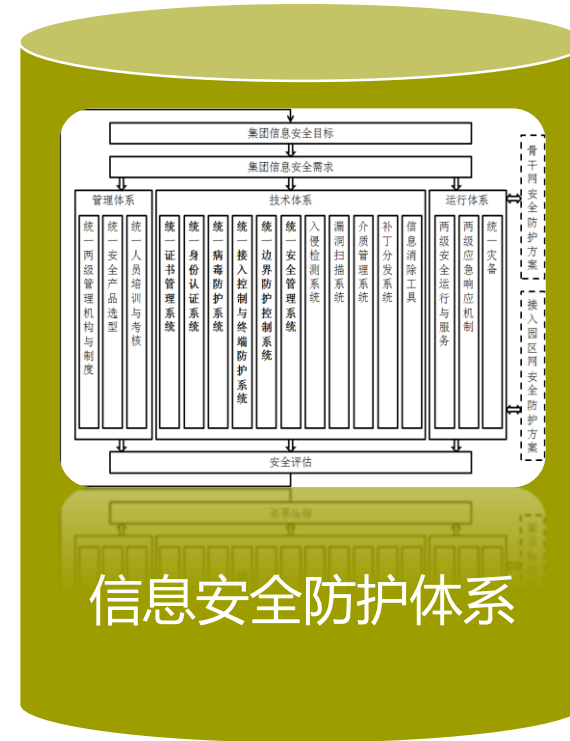 集团信息安全目标
集团信息安全需求
管理体系
统一两级管理机构与制度
统一安全产品选型
统一人员培训与考核
技术体系
统一证书管理系统
统一身份认证系统
统一病毒防护系统
统一接入控制与终端防护系统
统一边界防护控制系统
统一安全管理系统
入侵检测系统
漏洞扫描系统
介质管理系统
补丁分发系统
信息消除工具
运行体系
两级安全运行与服务
两级应急响应机制
统一灾备
骨干网安全防护方案
接入园区网安全防护方案
安全评估
信息安全防护体系